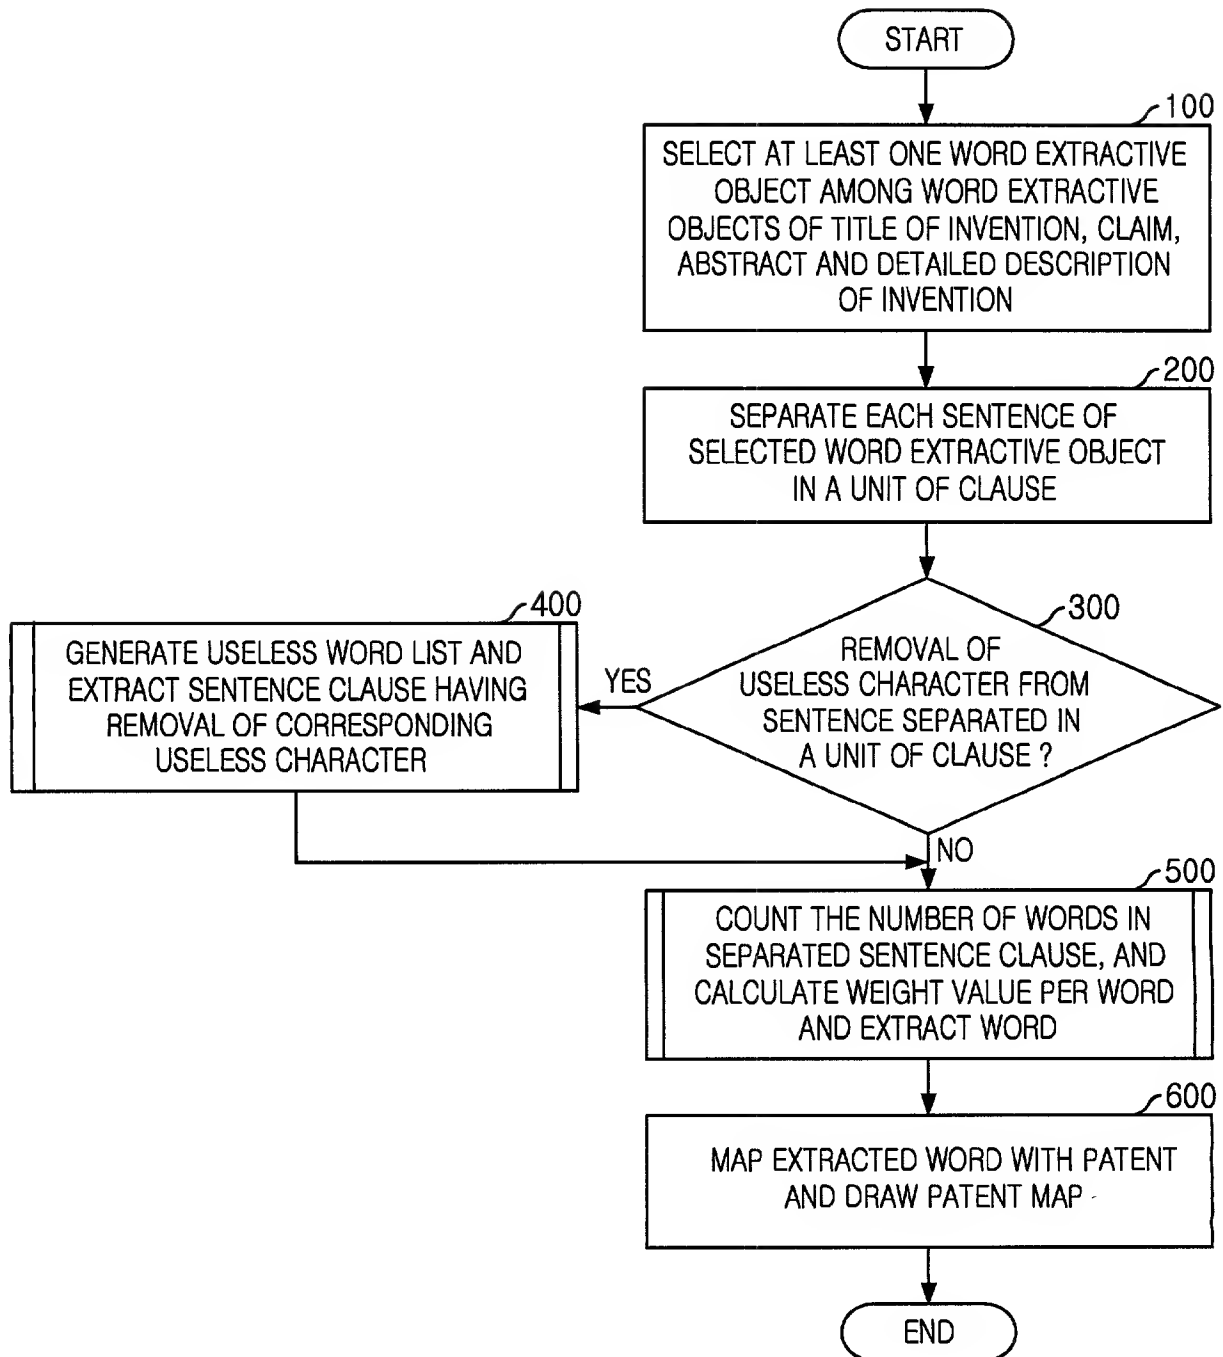 START
100
SELECT AT LEAST ONE WORD EXTRACTIVE
OBJECT AMONG WORD EXTRACTIVE
OBJECTS OF TITLE OF INVENTION, CLAIM,
ABSTRACT AND DETAILED DESCRIPTION
OF INVENTION
200
SEPARATE EACH SENTENCE OF
SELECTED WORD EXTRACTIVE OBJECT
IN A UNIT OF CLAUSE
300
REMOVAL OF
USELESS CHARACTER FROM
SENTENCE SEPARATED IN
A UNIT OF CLAUSE ?
YES
400
GENERATE USELESS WORD LIST AND
EXTRACT SENTENCE CLAUSE HAVING
REMOVAL OF CORRESPONDING
USELESS CHARACTER
NO
500
COUNT THE NUMBER OF WORDS IN
SEPARATED SENTENCE CLAUSE, AND
CALCULATE WEIGHT VALUE PER WORD
AND EXTRACT WORD
600
MAP EXTRACTED WORD WITH PATENT
AND DRAW PATENT MAP
END